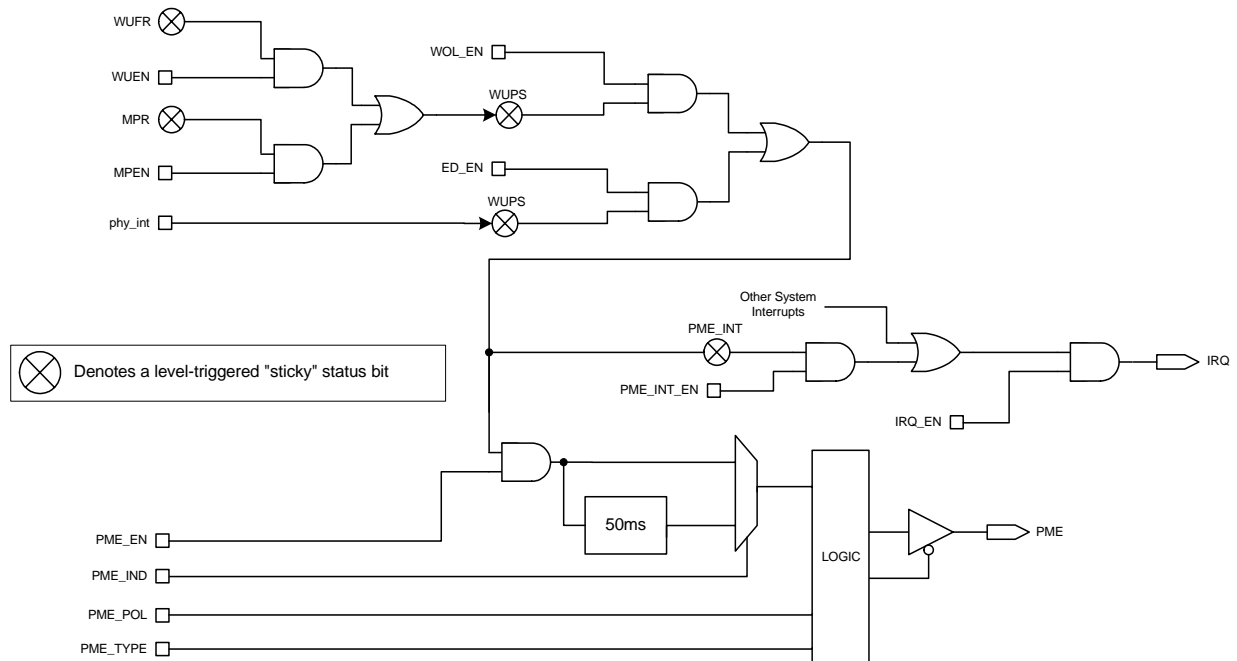 WUFR
WUEN
MPR
MPEN
phy_int
WOL_EN
WUPS
ED_EN
WUPS
Other System
Interrupts
PME_INT
PME_INT_EN
IRQ_EN
IRQ
Denotes a level-triggered "sticky" status bit
50ms
LOGIC
PME
PME_EN
PME_IND
PME_POL
PME_TYPE